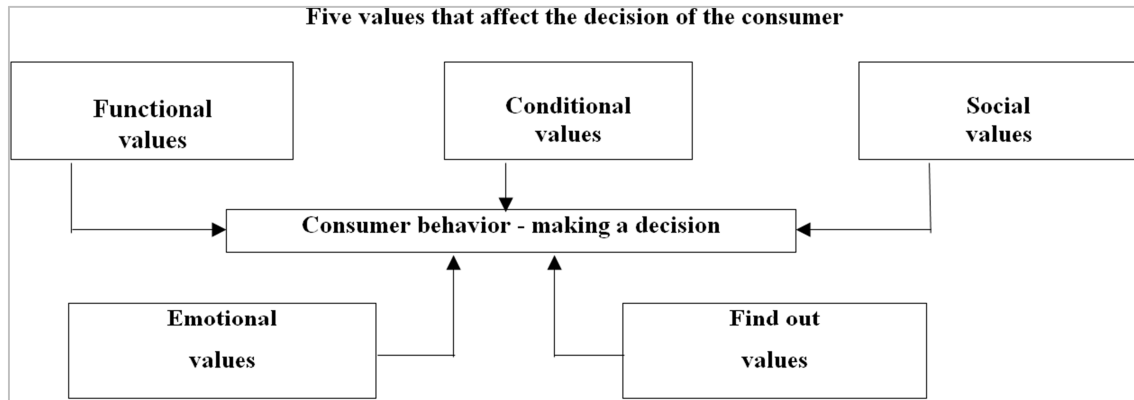 Five values that affect the decision of the consumer
Functional
values
Conditional
values
Social
values
Consumer behavior - making a decision
Emotional
values
Find out
values